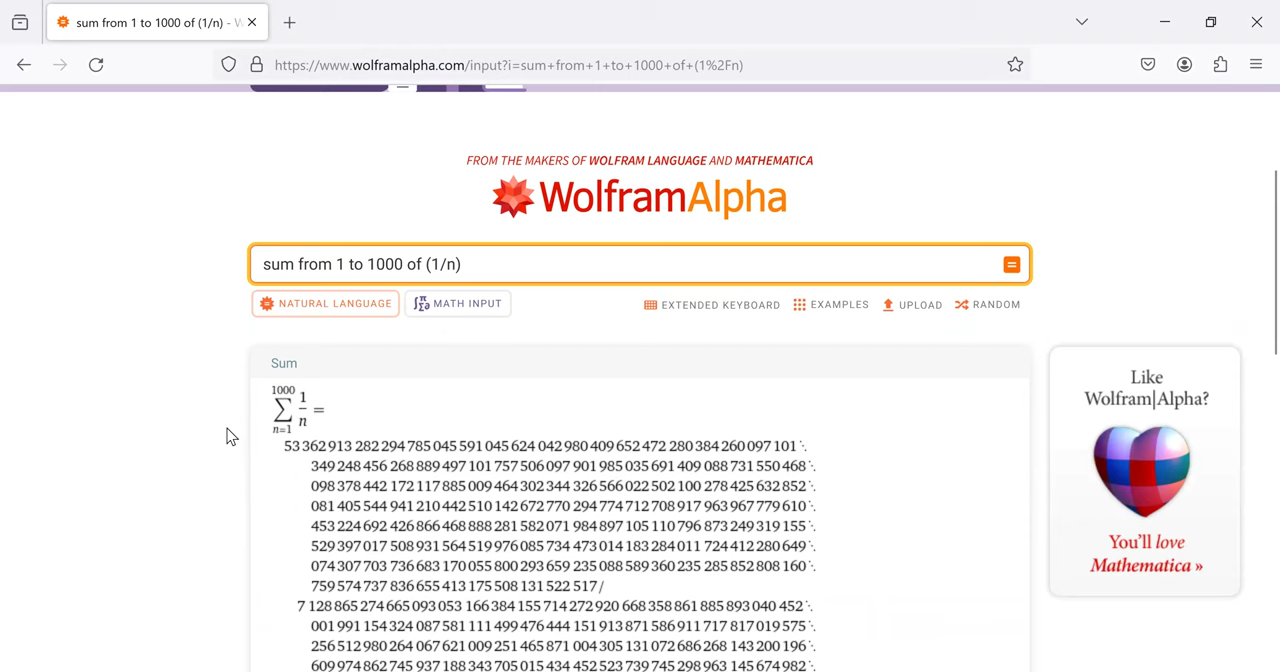 sum from 1 to 1000 of (1/n) - W
https://www.wolframalpha.com/input?i=sum+from+1+to+1000+of+(1%2Fn)
FROM THE MAKERS OF WOLFRAM LANGUAGE AND MATHEMATICA
WolframAlpha
sum from 1 to 1000 of (1/n)
=
NATURAL LANGUAGE
MATH INPUT
EXTENDED KEYBOARD
EXAMPLES
UPLOAD
RANDOM
Sum
1000
∑ 1/n =
n=1
53 362 913 282 294 785 045 591 045 624 042 980 409 652 472 280 384 260 097 101⋱
349 248 456 268 889 497 101 757 506 097 901 985 035 691 409 088 731 550 468⋱
098 378 442 172 117 885 009 464 302 344 326 566 022 502 100 278 425 632 852⋱
081 405 544 941 210 442 510 142 672 770 294 774 712 708 917 963 967 779 610⋱
453 224 692 426 866 468 888 281 582 071 984 897 105 110 796 873 249 319 155⋱
529 397 017 508 931 564 519 976 085 734 473 014 183 284 011 724 412 280 649⋱
074 307 703 736 683 170 055 800 293 659 235 088 589 360 235 285 852 808 160⋱
759 574 737 836 655 413 175 508 131 522 517/
7 128 865 274 665 093 053 166 384 155 714 272 920 668 358 861 885 893 040 452⋱
001 991 154 324 087 581 111 499 476 444 151 913 871 586 911 717 817 019 575⋱
256 512 980 264 067 621 009 251 465 871 004 305 131 072 686 268 143 200 196⋱
609 974 862 745 937 188 343 705 015 434 452 523 739 745 298 963 145 674 982⋱
Like
Wolfram|Alpha?
You'll love
Mathematica »